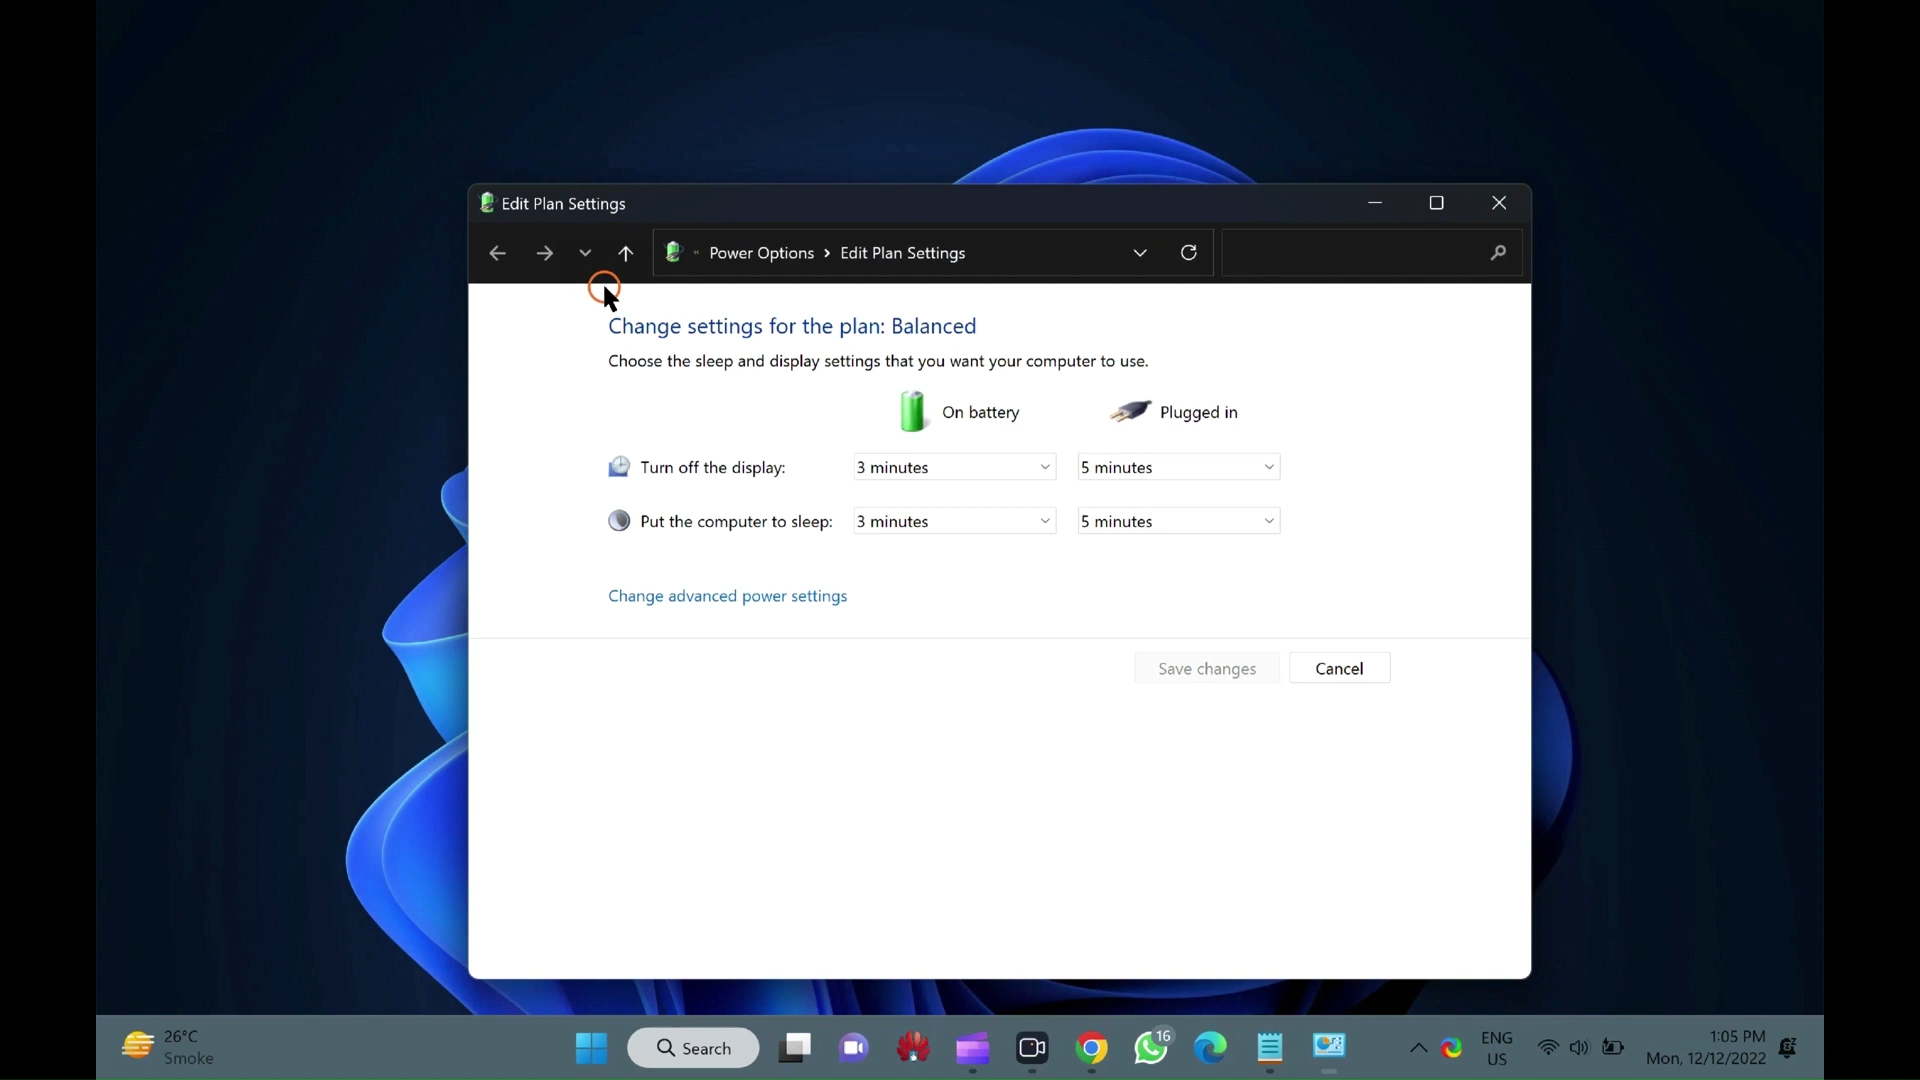 Edit Plan Settings
Power Options › Edit Plan Settings
Change settings for the plan: Balanced
Choose the sleep and display settings that you want your computer to use.
On battery Plugged in
Turn off the display: 3 minutes 5 minutes
Put the computer to sleep: 3 minutes 5 minutes
Change advanced power settings
Save changes Cancel
26°C
Smoke
Search
16
ENG
US
1:05 PM
Mon, 12/12/2022